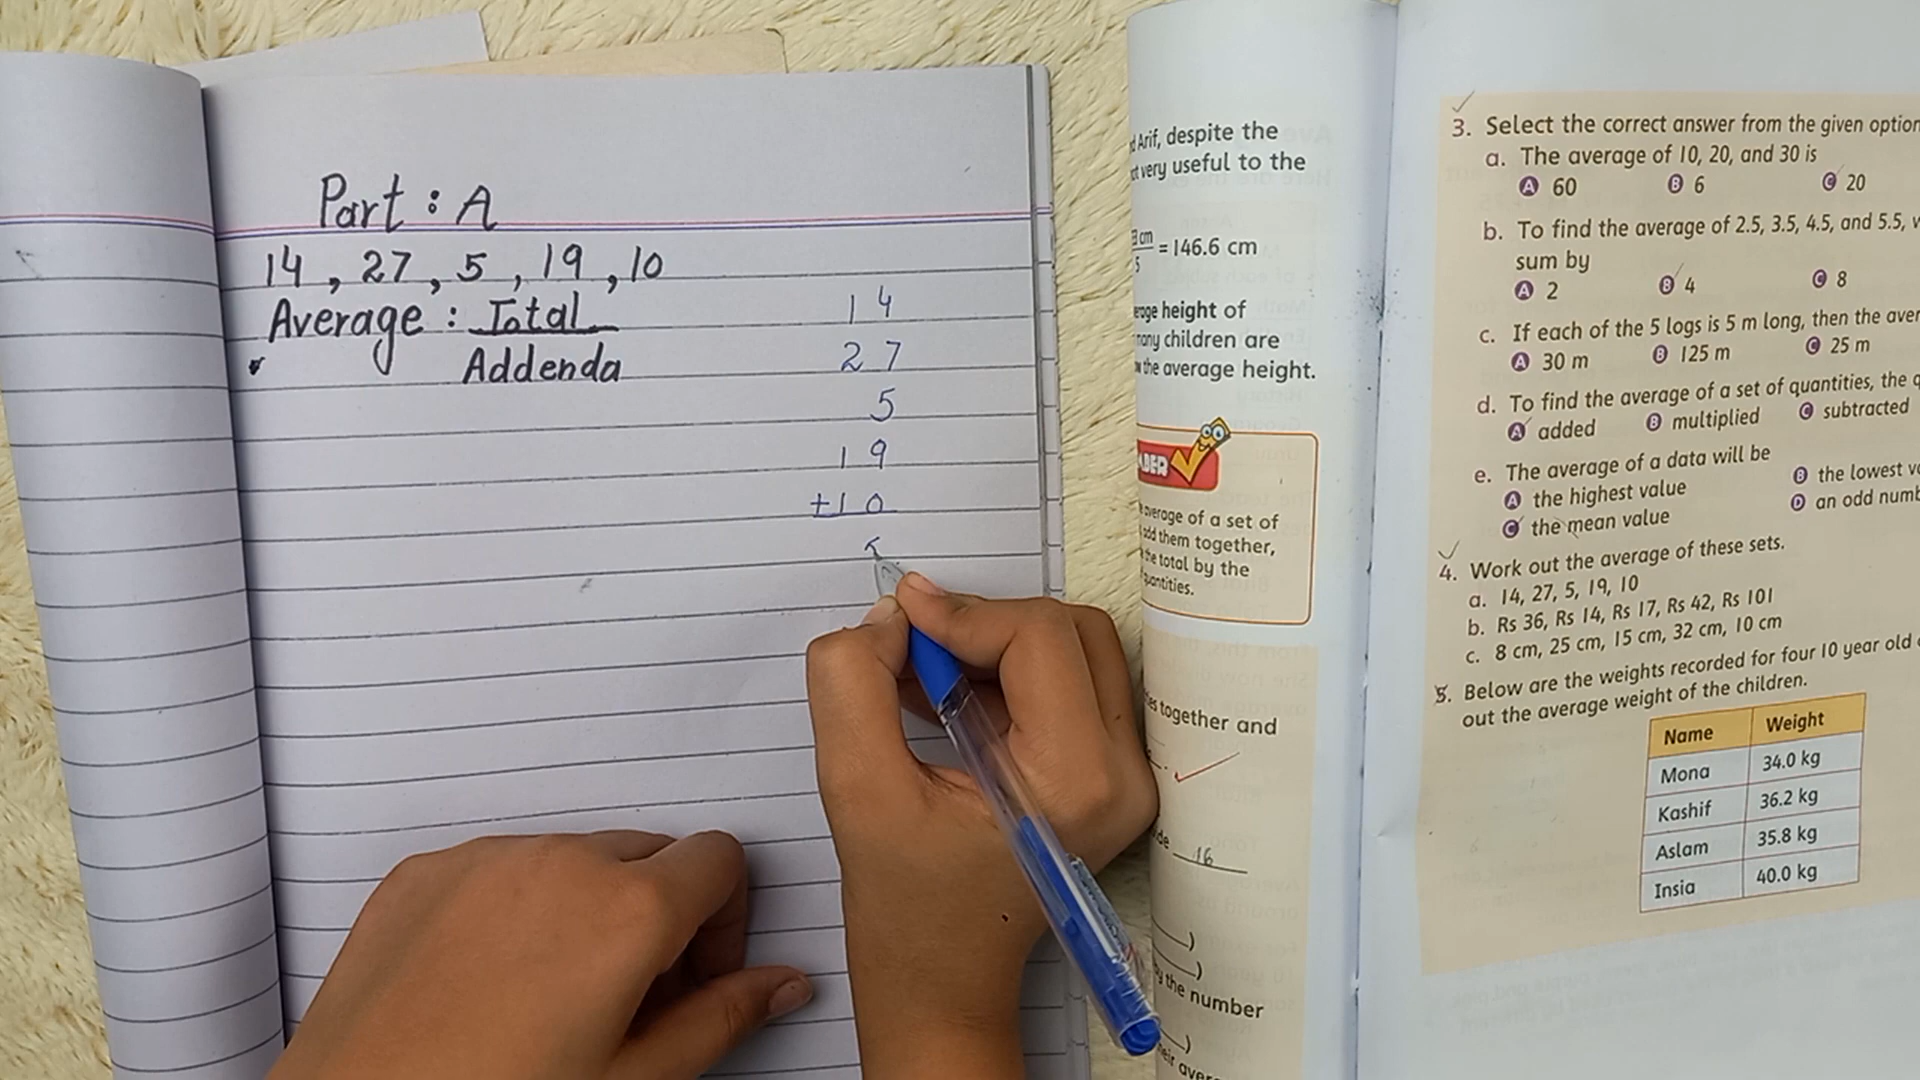 Part : A
14, 27, 5, 19, 10
Average : Total
Addenda
14
27
5
19
+10
5
Arif, despite the
very useful to the
cm
5
= 146.6 cm
height of
children are
the average height.
average of a set of
add them together,
the total by the
quantities.
together and
16
)
)
the number
)
3. Select the correct answer from the given option
a. The average of 10, 20, and 30 is
A 60 B 6 C 20
b. To find the average of 2.5, 3.5, 4.5, and 5.5,
sum by
A 2 B 4 C 8
c. If each of the 5 logs is 5 m long, then the aver
A 30 m B 125 m C 25 m
d. To find the average of a set of quantities, the q
A added B multiplied C subtracted
e. The average of a data will be
A the highest value B the lowest v
C the mean value D an odd numb
4. Work out the average of these sets.
a. 14, 27, 5, 19, 10
b. Rs 36, Rs 14, Rs 17, Rs 42, Rs 101
c. 8 cm, 25 cm, 15 cm, 32 cm, 10 cm
5. Below are the weights recorded for four 10 year old
out the average weight of the children.
Name Weight
Mona 34.0 kg
Kashif 36.2 kg
Aslam 35.8 kg
Insia 40.0 kg